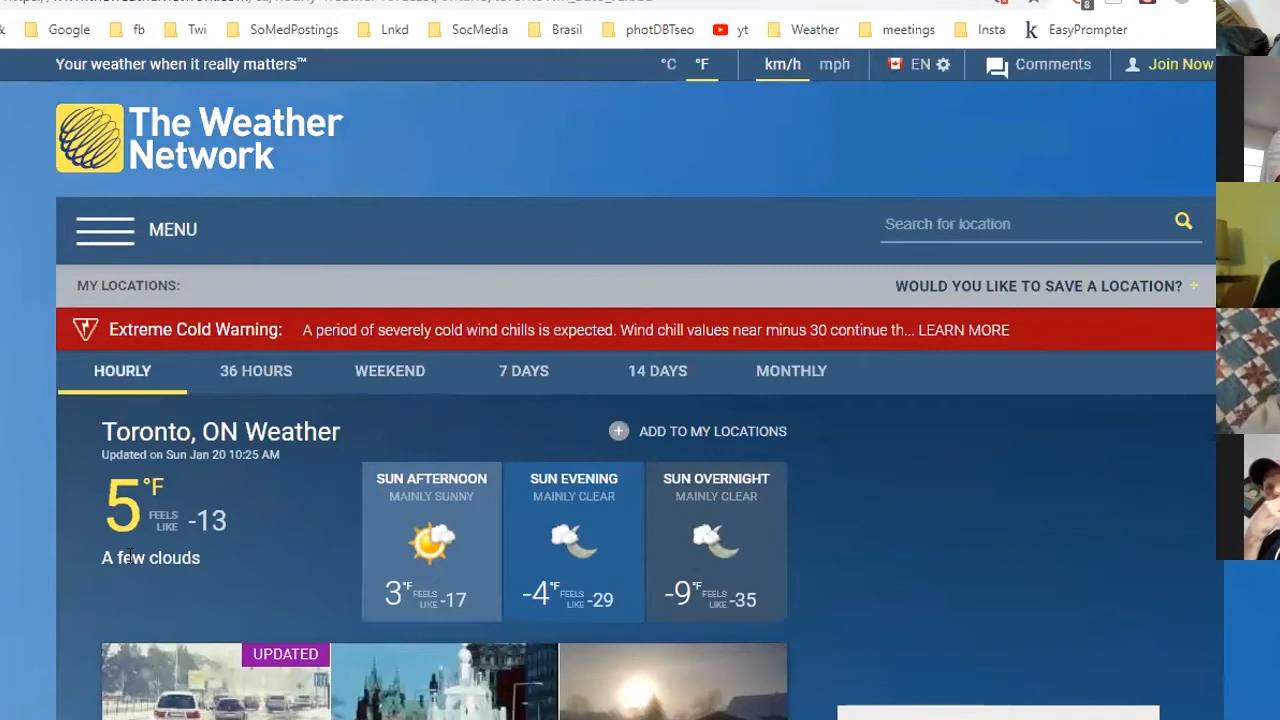 & Google fb Twi SoMedPostings Lnkd SocMedia Brasil photDBTseo yt Weather meetings Insta k EasyPrompter
Your weather when it really matters™ °C °F km/h mph EN Comments Join Now
The Weather
Network
MENU Search for location
MY LOCATIONS: WOULD YOU LIKE TO SAVE A LOCATION? +
Extreme Cold Warning: A period of severely cold wind chills is expected. Wind chill values near minus 30 continue th... LEARN MORE
HOURLY 36 HOURS WEEKEND 7 DAYS 14 DAYS MONTHLY
Toronto, ON Weather + ADD TO MY LOCATIONS
Updated on Sun Jan 20 10:25 AM
5 °F FEELS LIKE -13
A few clouds
SUN AFTERNOON SUN EVENING SUN OVERNIGHT
MAINLY SUNNY MAINLY CLEAR MAINLY CLEAR
3 °F FEELS LIKE -17 -4 °F FEELS LIKE -29 -9 °F FEELS LIKE -35
UPDATED